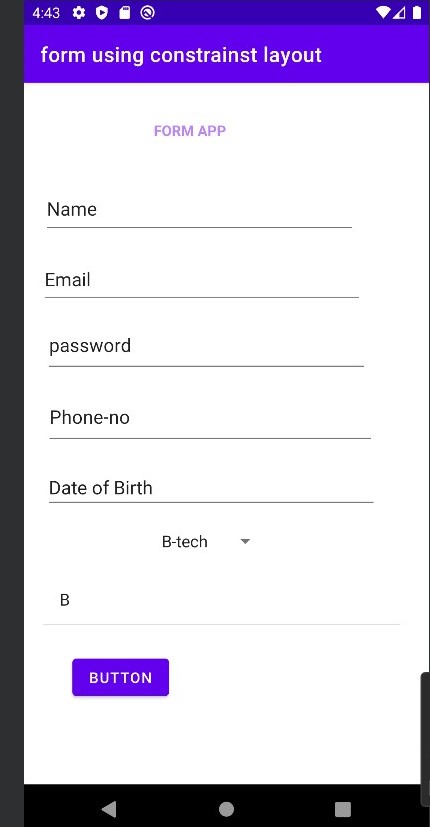 4:43
form using constrainst layout
FORM APP
Name
Email
password
Phone-no
Date of Birth
B-tech
B
BUTTON